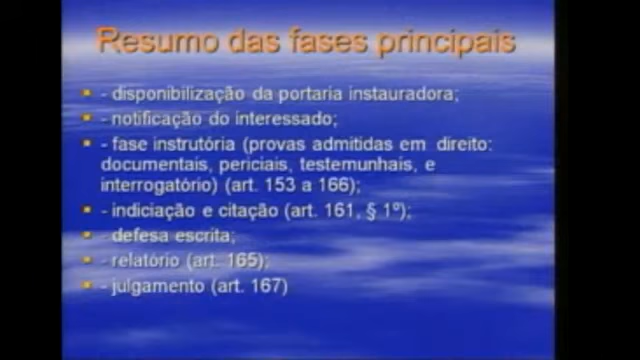 Resumo das fases principais
- disponibilização da portaria instauradora;
- notificação do interessado;
- fase instrutória (provas admitidas em direito:
documentais, periciais, testemunhais, e
interrogatório) (art. 153 a 166);
- indiciação e citação (art. 161, § 1º);
- defesa escrita;
- relatório (art. 165);
- julgamento (art. 167)